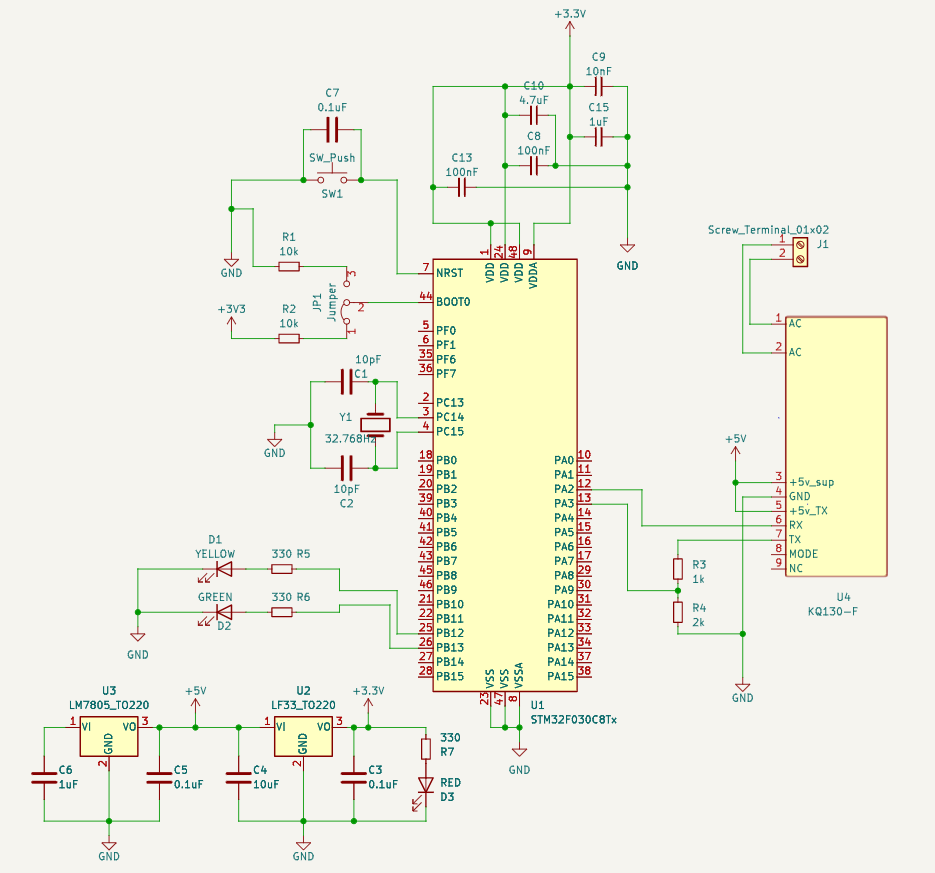 +3.3V
C9
10nF
C10
4.7uF
C15
1uF
C8
100nF
C13
100nF
C7
0.1uF
SW_Push
SW1
GND
GND
R1
10k
R2
10k
+3V3
JP1
Jumper
3
2
1
10pF
C1
Y1
32.768Hz
10pF
C2
GND
1 VDD
24 VDD
48 VDD
9 VDDA
7 NRST
44 BOOT0
5 PF0
6 PF1
35 PF6
36 PF7
2 PC13
3 PC14
4 PC15
18 PB0
19 PB1
20 PB2
39 PB3
40 PB4
41 PB5
42 PB6
43 PB7
45 PB8
46 PB9
21 PB10
22 PB11
25 PB12
26 PB13
27 PB14
28 PB15
PA0 10
PA1 11
PA2 12
PA3 13
PA4 14
PA5 15
PA6 16
PA7 17
PA8 29
PA9 30
PA10 31
PA11 32
PA12 33
PA13 34
PA14 37
PA15 38
23 VSS
47 VSS
8 VSSA
U1
STM32F030C8Tx
GND
Screw_Terminal_01x02
1
2
J1
1 AC
2 AC
+5V
3 +5v_sup
4 GND
5 +5v_TX
6 RX
7 TX
8 MODE
9 NC
U4
KQ130-F
R3
1k
R4
2k
GND
D1
YELLOW
330 R5
GREEN
D2
330 R6
GND
U3
LM7805_TO220
1 VI
VO 3
GND
2
C6
1uF
C5
0.1uF
+5V
GND
U2
LF33_TO220
1 VI
VO 3
GND
2
C4
10uF
C3
0.1uF
+3.3V
330
R7
RED
D3
GND